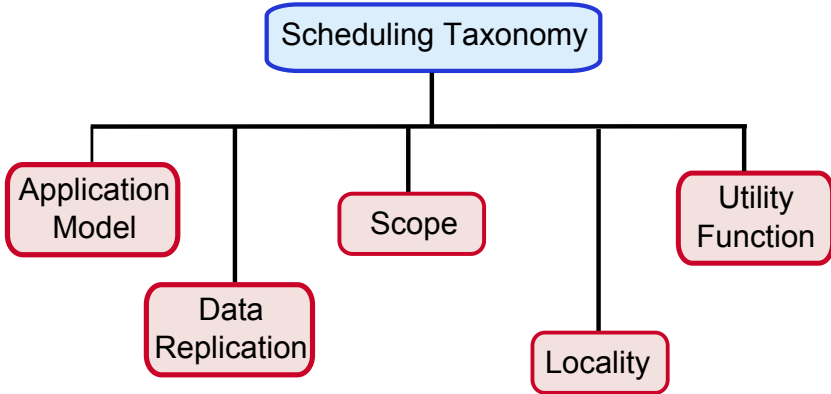 Scheduling Taxonomy
Application
Model
Data
Replication
Scope
Locality
Utility
Function